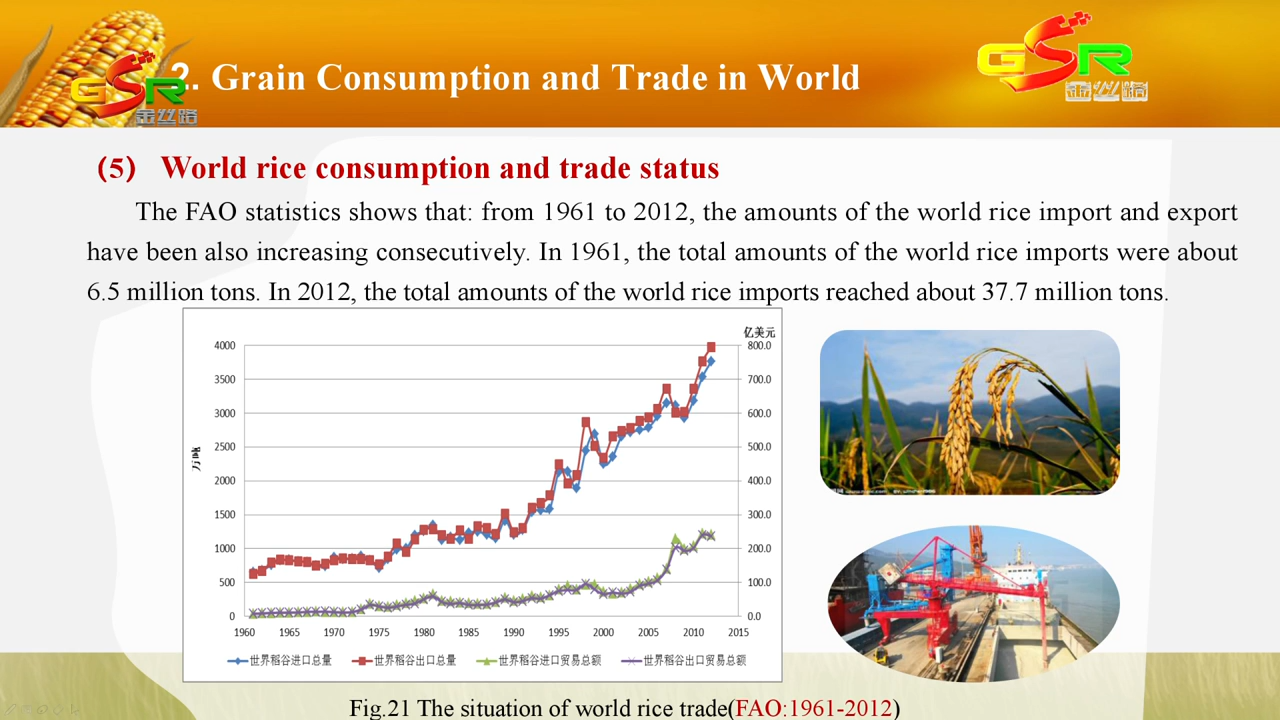 GSR
金丝路
2. Grain Consumption and Trade in World
GSR
金丝路
（5） World rice consumption and trade status
The FAO statistics shows that: from 1961 to 2012, the amounts of the world rice import and export
have been also increasing consecutively. In 1961, the total amounts of the world rice imports were about
6.5 million tons. In 2012, the total amounts of the world rice imports reached about 37.7 million tons.
亿美元
万吨
4000
3500
3000
2500
2000
1500
1000
500
0
800.0
700.0
600.0
500.0
400.0
300.0
200.0
100.0
0.0
1960 1965 1970 1975 1980 1985 1990 1995 2000 2005 2010 2015
世界稻谷进口总量 世界稻谷出口总量 世界稻谷进口贸易总额 世界稻谷出口贸易总额
Fig.21 The situation of world rice trade(FAO:1961-2012)